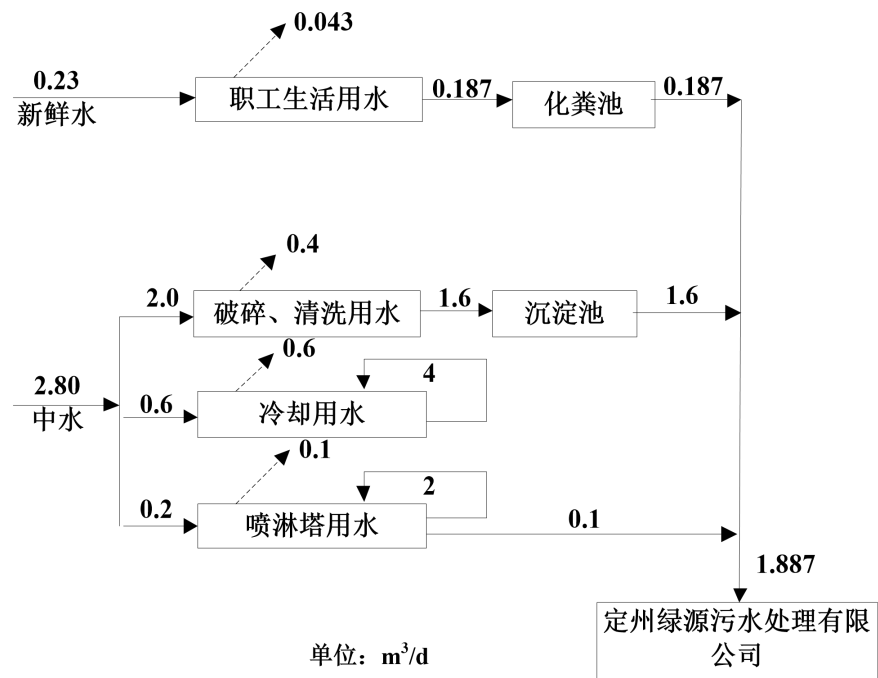 0.043
0.23
新鲜水
职工生活用水
0.187
化粪池
0.187
0.4
2.0
破碎、清洗用水
1.6
沉淀池
1.6
0.6
2.80
中水
0.6
冷却用水
4
0.1
0.2
喷淋塔用水
2
0.1
1.887
定州绿源污水处理有限
公司
单位：m³/d